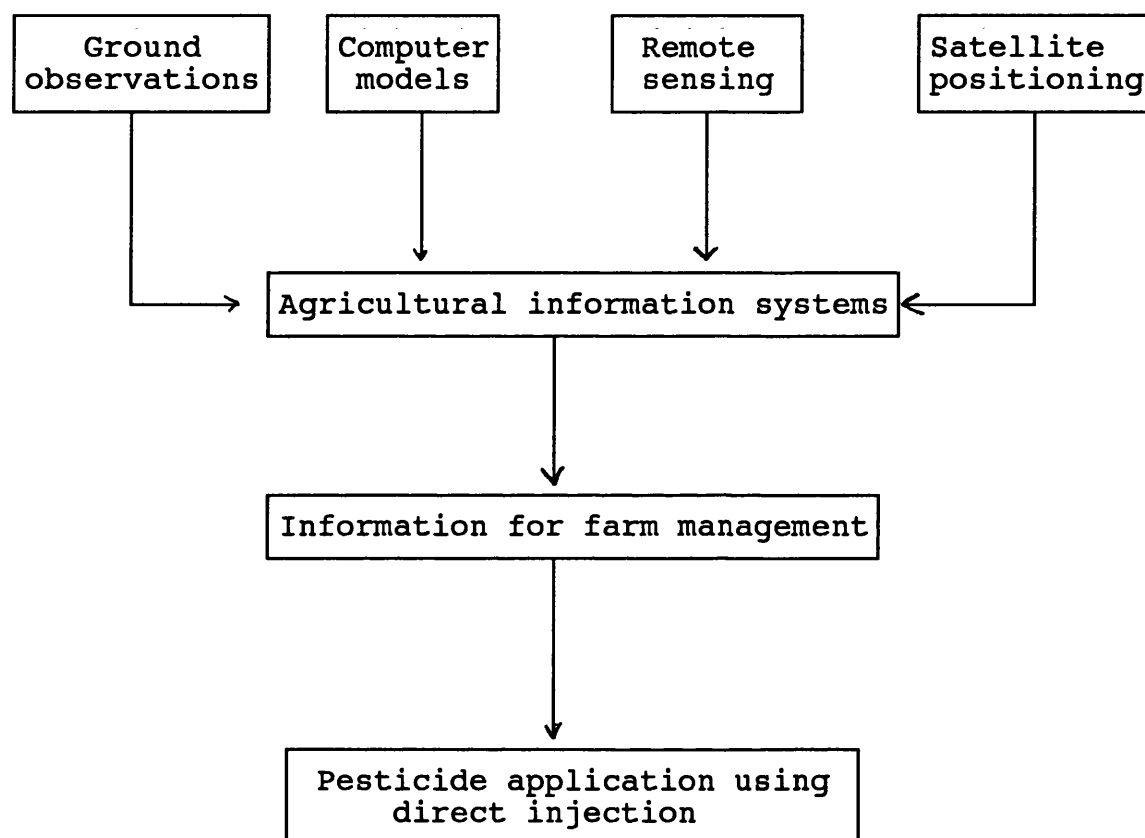 Ground
observations
Computer
models
Remote
sensing
Satellite
positioning
Agricultural information systems
Information for farm management
Pesticide application using
direct injection